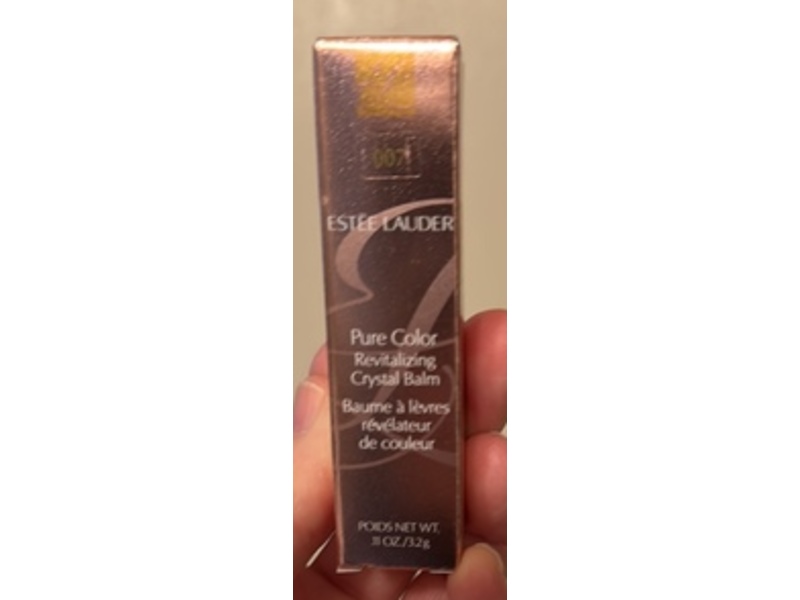 007
ESTĒE LAUDER
Pure Color
Revitalizing
Crystal Balm
Baume à lèvres
révélateur
de couleur
POIDS NET WT.
.11 OZ./3.2g